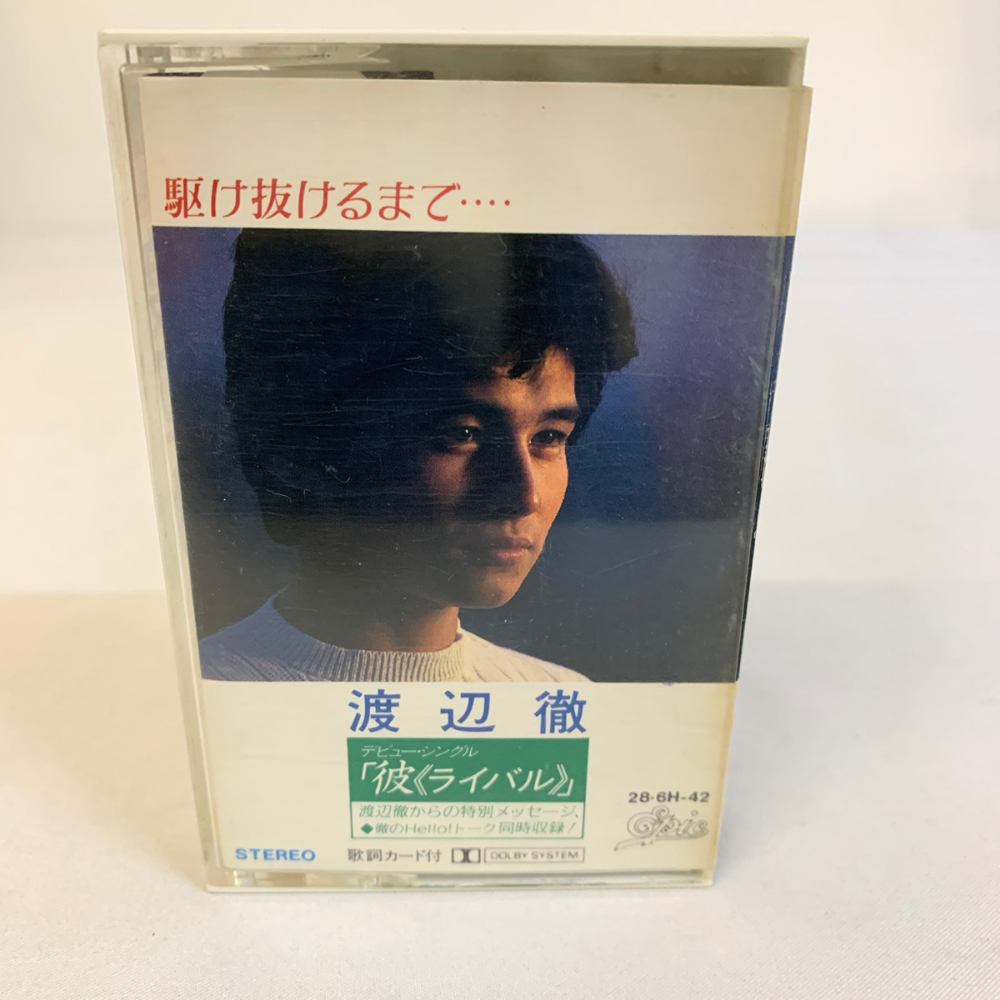 駆け抜けるまで‥‥
渡辺徹
デビュー・シングル
「彼《ライバル》」
渡辺徹からの特別メッセージ、
◆徹のHello!トーク同時収録!
28・6H-42
Epic
STEREO 歌詞カード付 DOLBY SYSTEM